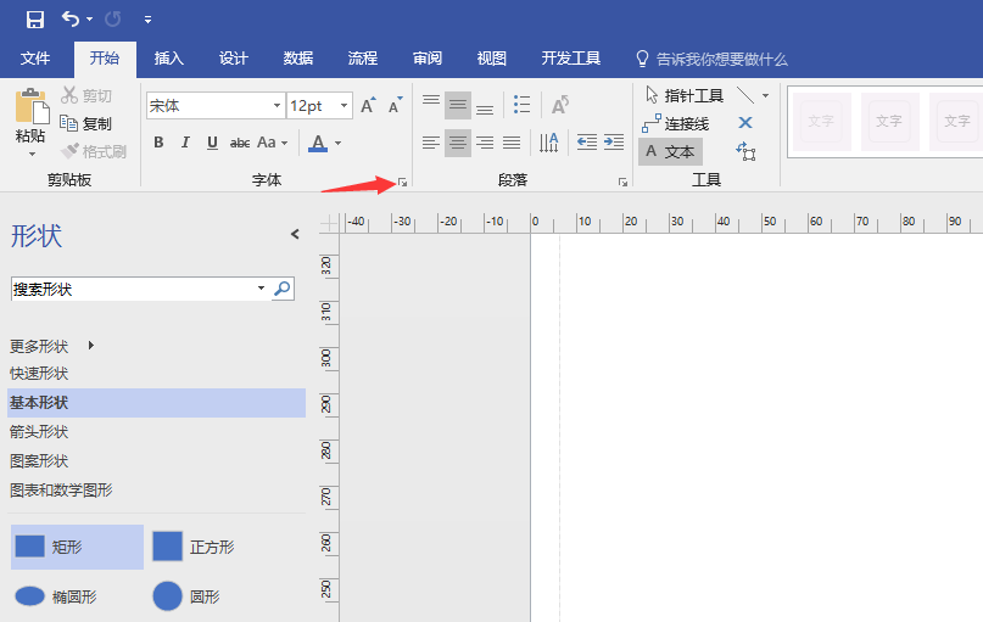 文件 开始 插入 设计 数据 流程 审阅 视图 开发工具 告诉我你想要做什么
剪切
复制
格式刷
粘贴
剪贴板
宋体 12pt A A
B I U abc Aa A
字体
A
A
段落
指针工具
连接线
A 文本
工具
文字 文字 文字
形状
搜索形状
更多形状
快速形状
基本形状
箭头形状
图案形状
图表和数学图形
矩形 正方形
椭圆形 圆形
-40 -30 -20 -10 0 10 20 30 40 50 60 70 80 90
320
310
300
290
280
270
260
250